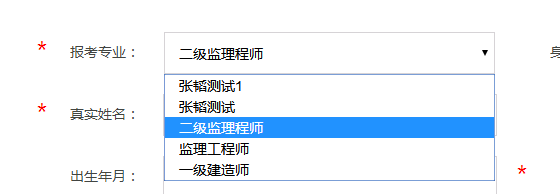 * 报考专业： 二级监理师 身
张韬测试1
* 真实姓名： 张韬测试
二级监理程师
监理工程师
出生年月： 一级建造师 *